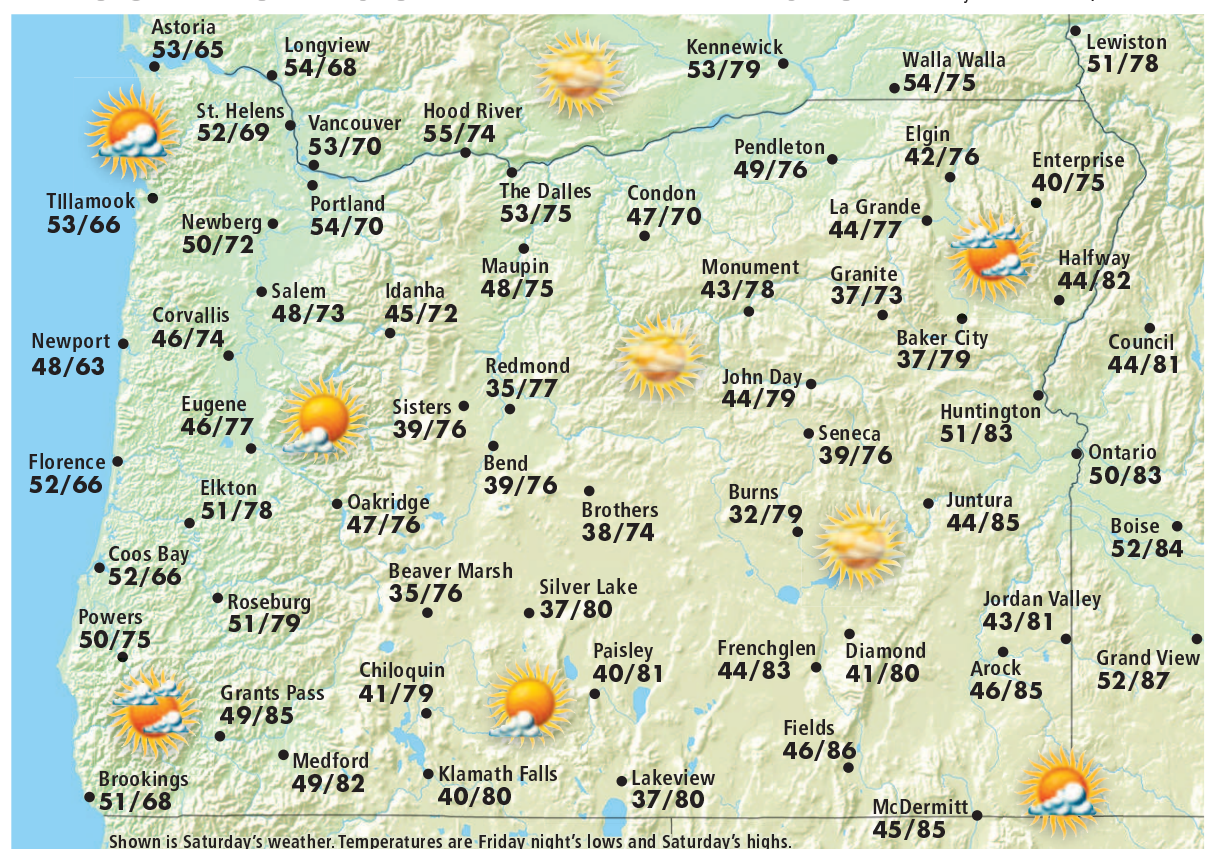 Astoria
53/65
Longview
54/68
Kennewick
53/79
Walla Walla
54/75
Lewiston
51/78
St. Helens
52/69
Vancouver
53/70
Hood River
55/74
Pendleton
49/76
Elgin
42/76
Enterprise
40/75
TIllamook
53/66
Newberg
50/72
Portland
54/70
The Dalles
53/75
Condon
47/70
La Grande
44/77
Maupin
48/75
Monument
43/78
Granite
37/73
Halfway
44/82
Salem
48/73
Idanha
45/72
Corvallis
46/74
Newport
48/63
Baker City
37/79
Council
44/81
Redmond
35/77
John Day
44/79
Eugene
46/77
Sisters
39/76
Huntington
51/83
Seneca
39/76
Florence
52/66
Bend
39/76
Ontario
50/83
Elkton
51/78
Oakridge
47/76
Brothers
38/74
Burns
32/79
Juntura
44/85
Boise
52/84
Coos Bay
52/66
Beaver Marsh
35/76
Silver Lake
37/80
Roseburg
51/79
Jordan Valley
43/81
Powers
50/75
Chiloquin
41/79
Paisley
40/81
Frenchglen
44/83
Diamond
41/80
Arock
46/85
Grand View
52/87
Grants Pass
49/85
Fields
46/86
Medford
49/82
Brookings
51/68
Klamath Falls
40/80
Lakeview
37/80
McDermitt
45/85
Shown is Saturday's weather. Temperatures are Friday night's lows and Saturday's highs.